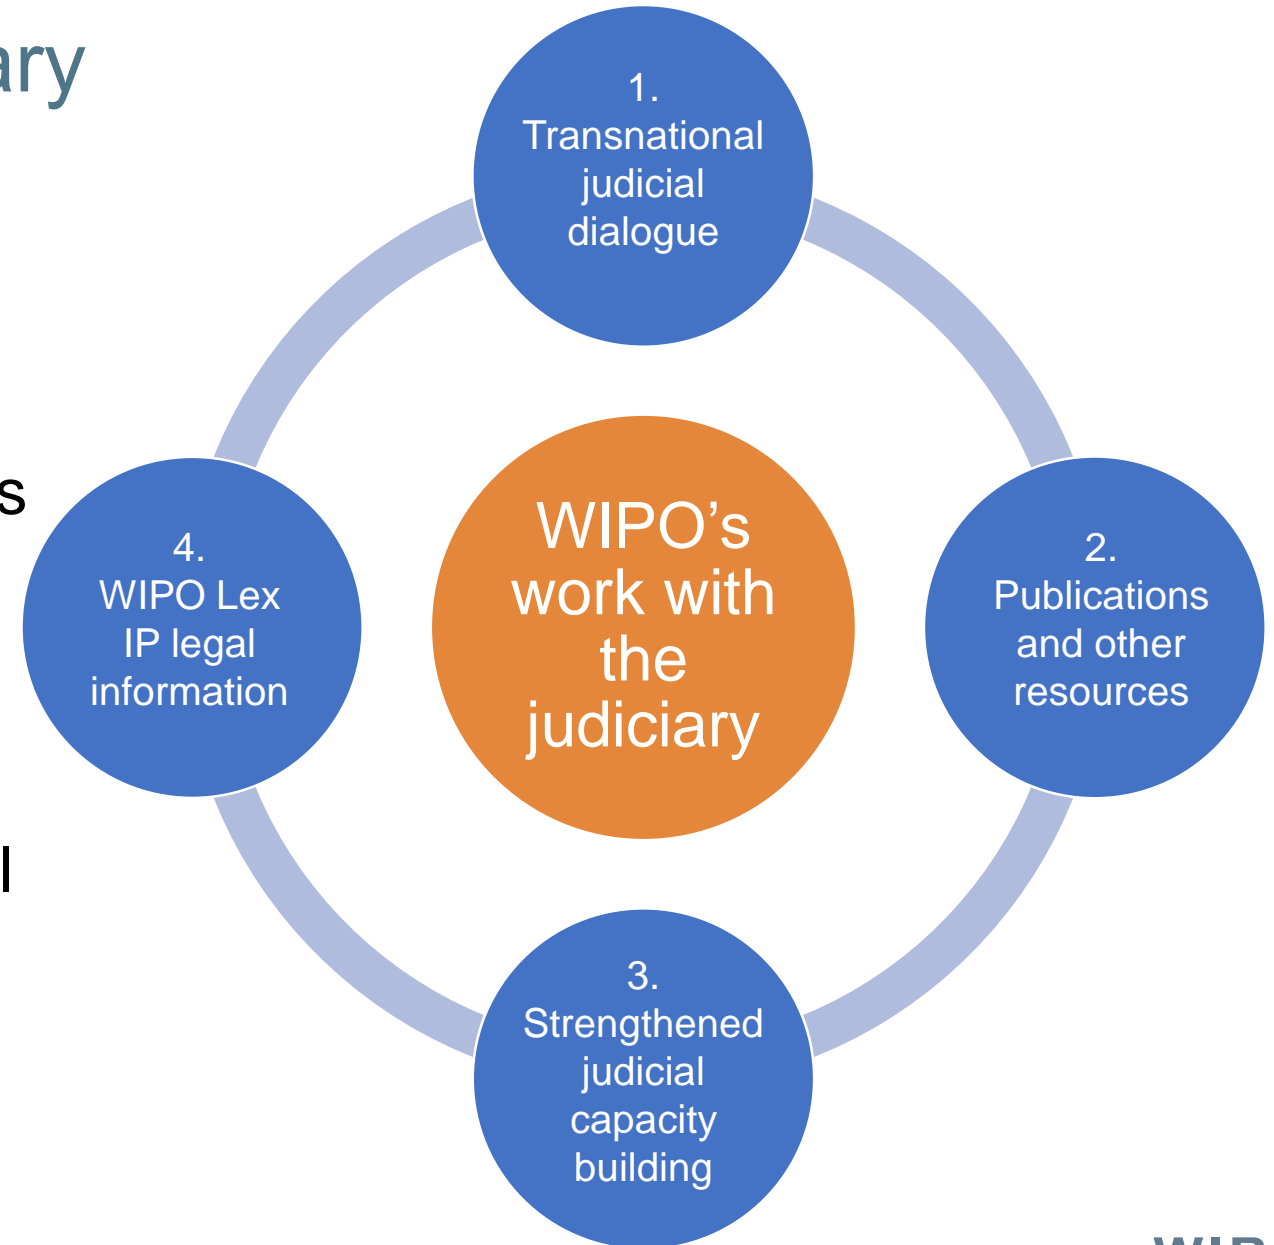 ary
1.
Transnational
judicial
dialogue
s
4.
WIPO Lex
IP legal
information
WIPO’s
work with
the
judiciary
2.
Publications
and other
resources
l
3.
Strengthened
judicial
capacity
building